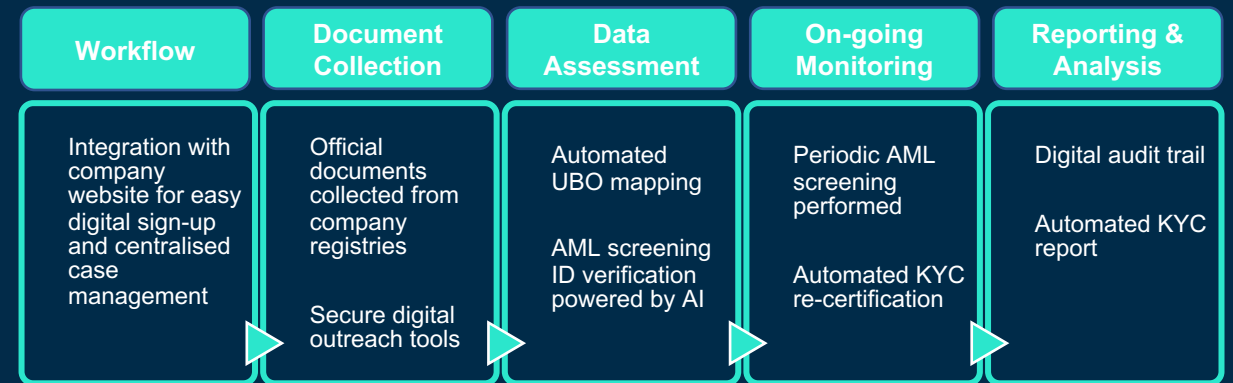 Workflow
Document
Collection
Data
Assessment
On-going
Monitoring
Reporting &
Analysis
Integration with
company
website for easy
digital sign-up
and centralised
case
management
Official
documents
collected from
company
registries
Secure digital
outreach tools
Automated
UBO mapping
AML screening
ID verification
powered by AI
Periodic AML
screening
performed
Automated KYC
re-certification
Digital audit trail
Automated KYC
report